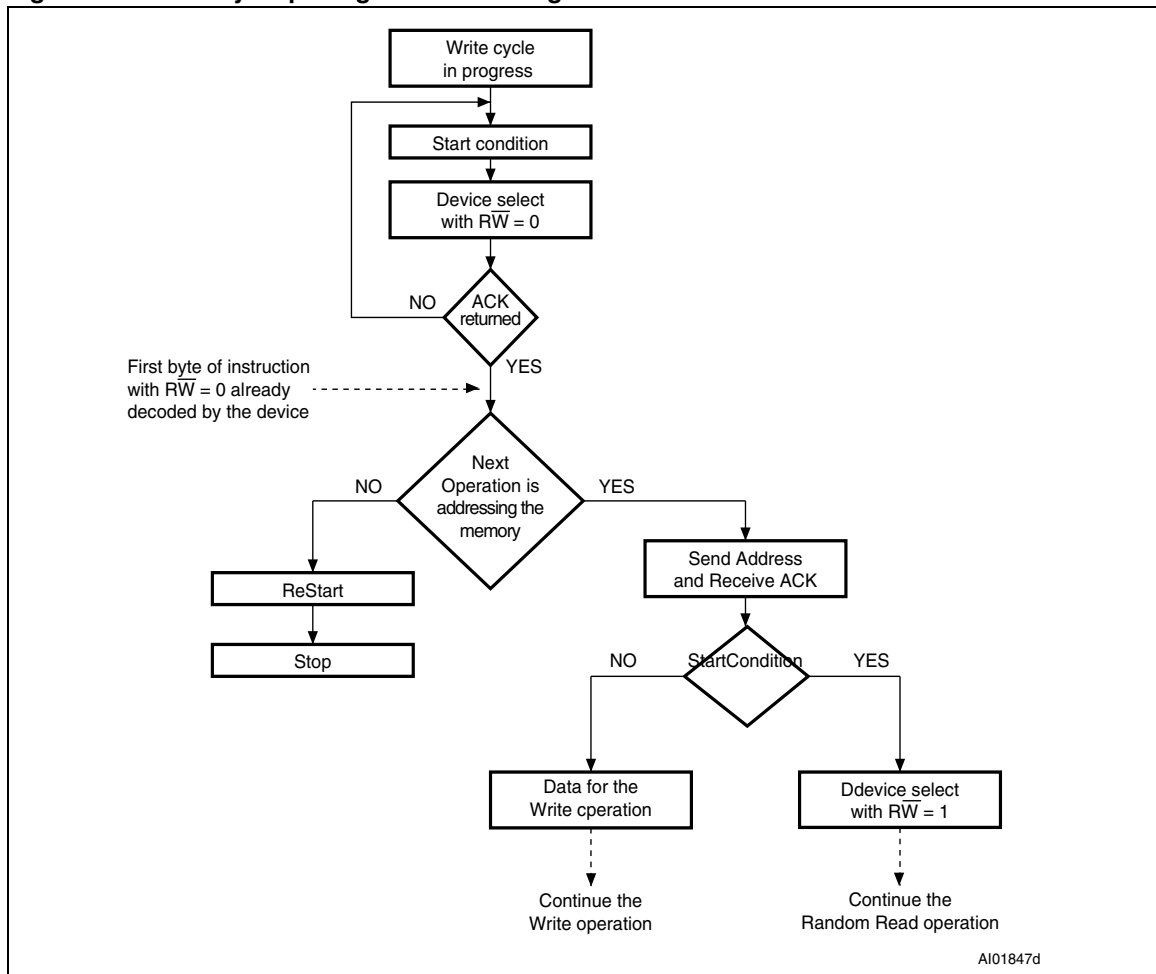 Write cycle
in progress
Start condition
Device select
with RW̅ = 0
NO
ACK
returned
YES
First byte of instruction
with RW̅ = 0 already
decoded by the device
Next
Operation is
addressing the
memory
NO
YES
Send Address
and Receive ACK
ReStart
Stop
StartCondition
NO
YES
Data for the
Write cperation
Ddevice select
with RW̅ = 1
Continue the
Write operation
Continue the
Random Read operation
AI01847d